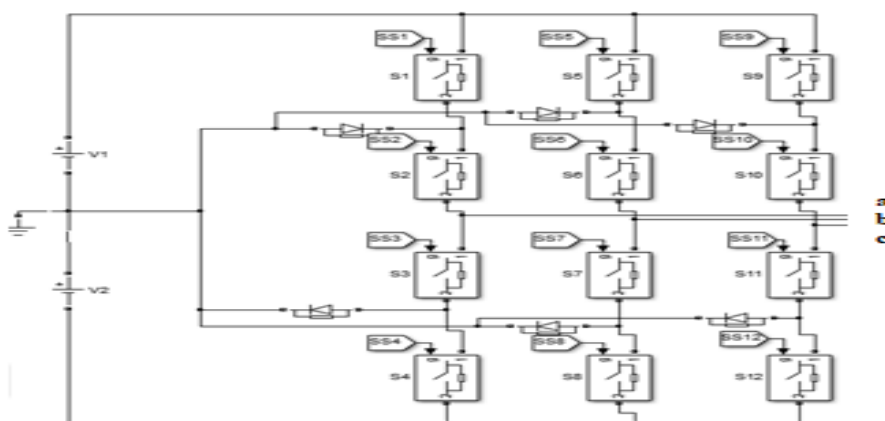 SS1 SS5 SS9
S1 S5 S9
SS2 SS6 SS10
V1
S2 S6 S10
a
b
c
SS3 SS7 SS11
S3 S7 S11
V2
SS4 SS8 SS12
S4 S8 S12